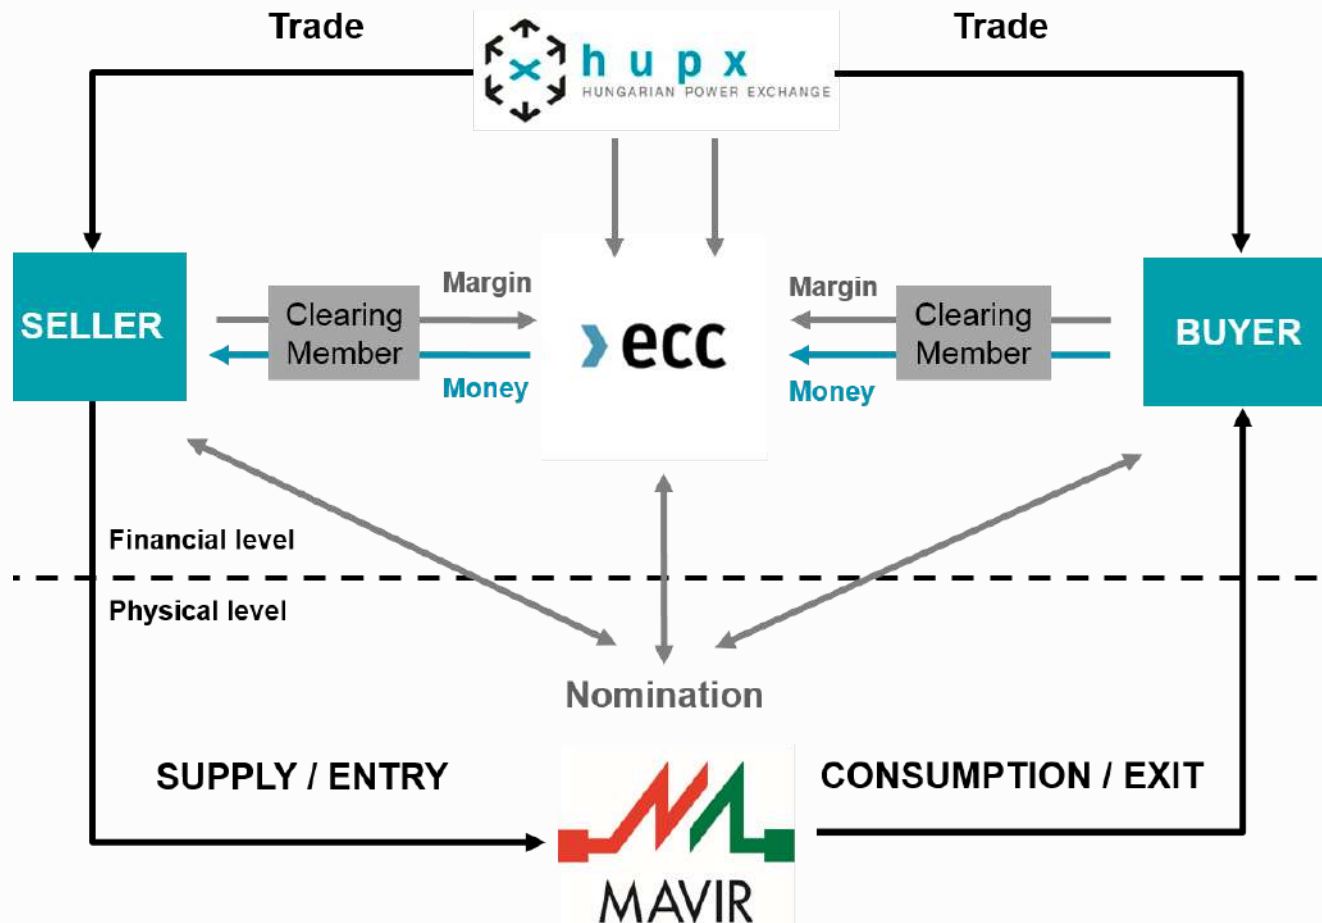 Trade
Trade
hupx
HUNGARIAN POWER EXCHANGE
SELLER
Clearing
Member
Margin
Money
ecc
Margin
Money
Clearing
Member
BUYER
Financial level
Physical level
Nomination
SUPPLY / ENTRY
CONSUMPTION / EXIT
MAVIR